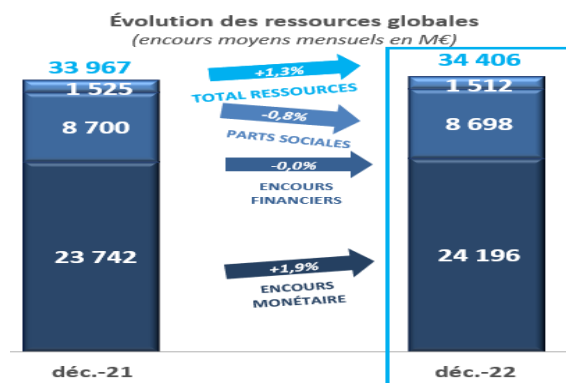 Évolution des ressources globales
(encours moyens mensuels en M€)
33 967
+1,3%
34 406
TOTAL RESSOURCES
1 525
1 512
-0,8%
PARTS SOCIALES
8 700
8 698
-0,0%
ENCOURS
FINANCIERS
23 742
24 196
+1,9%
ENCOURS
MONÉTAIRE
déc.-21
déc.-22